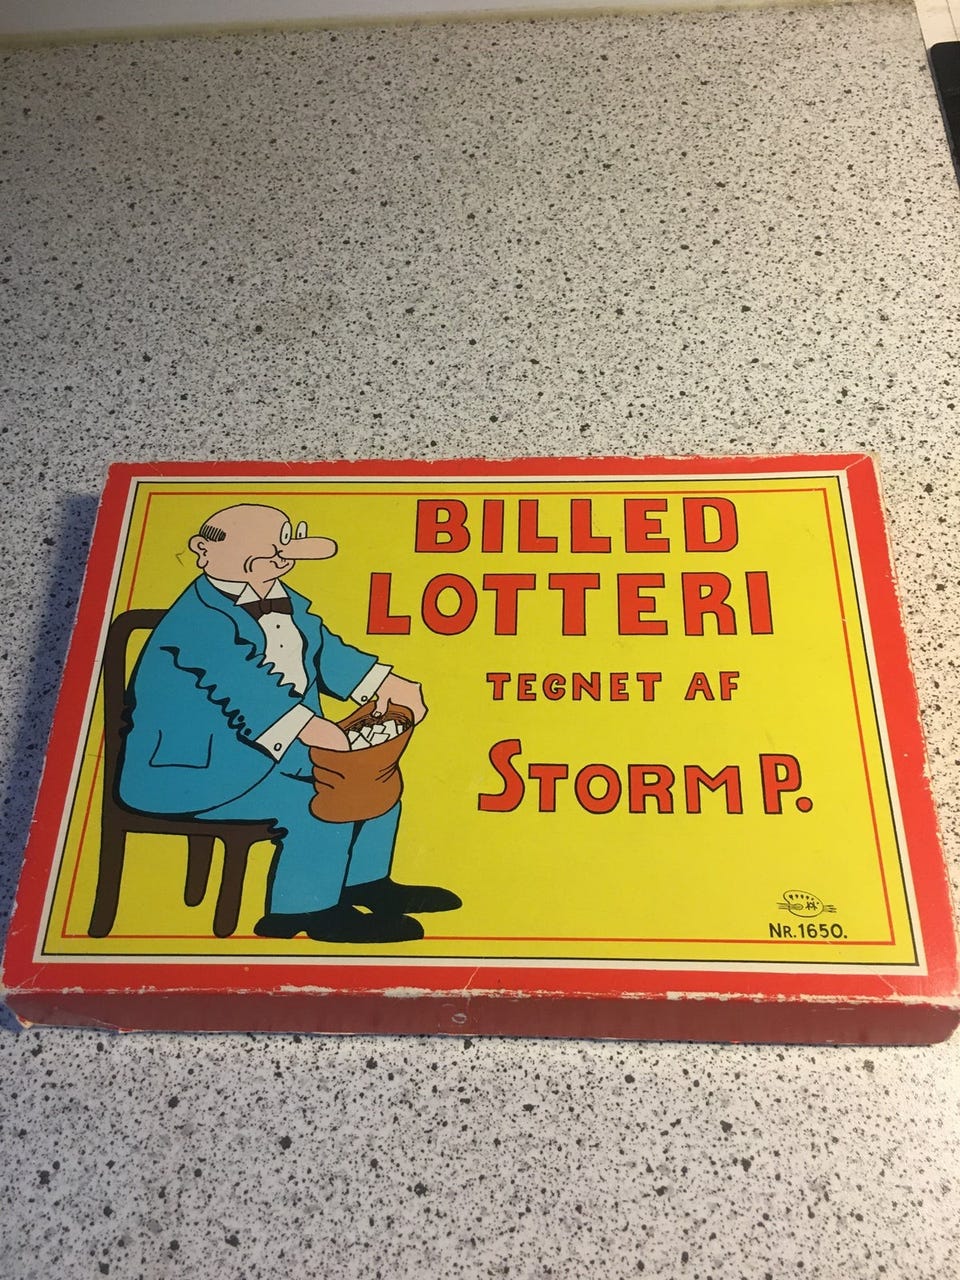 BILLED
LOTTERI
TEGNET AF
STORM P.
NR.1650.